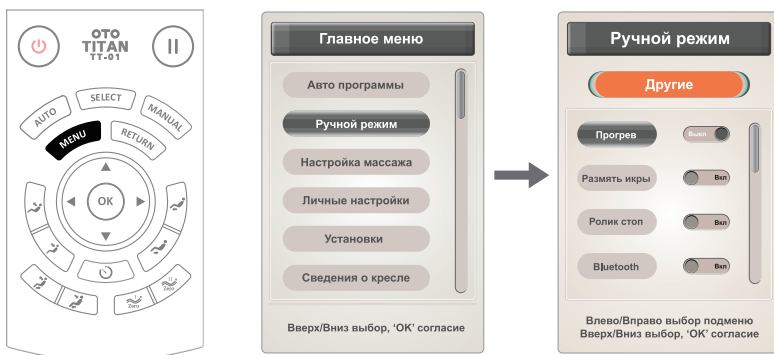 OTO
TITAN
TT-01
AUTO
SELECT
MANUAL
MENU
RETURN
OK
I
Zero
II
Zero
Главное меню
Авто программы
Ручной режим
Настройка массажа
Личные настройки
Установки
Сведения о кресле
Вверх/Вниз выбор, ‘OK’ согласие
Ручной режим
Другие
Прогрев
Выкл
Размять икры
Вкл
Ролик стоп
Вкл
Bluetooth
Вкл
Влево/Вправо выбор подменю
Вверх/Вниз выбор, ‘OK’ согласие